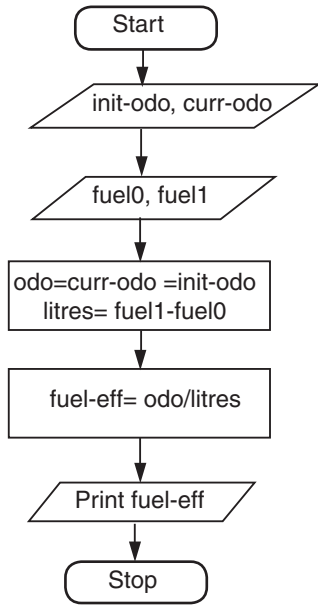 Start
init-odo, curr-odo
fuel0, fuel1
odo=curr-odo =init-odo
litres= fuel1-fuel0
fuel-eff= odo/litres
Print fuel-eff
Stop